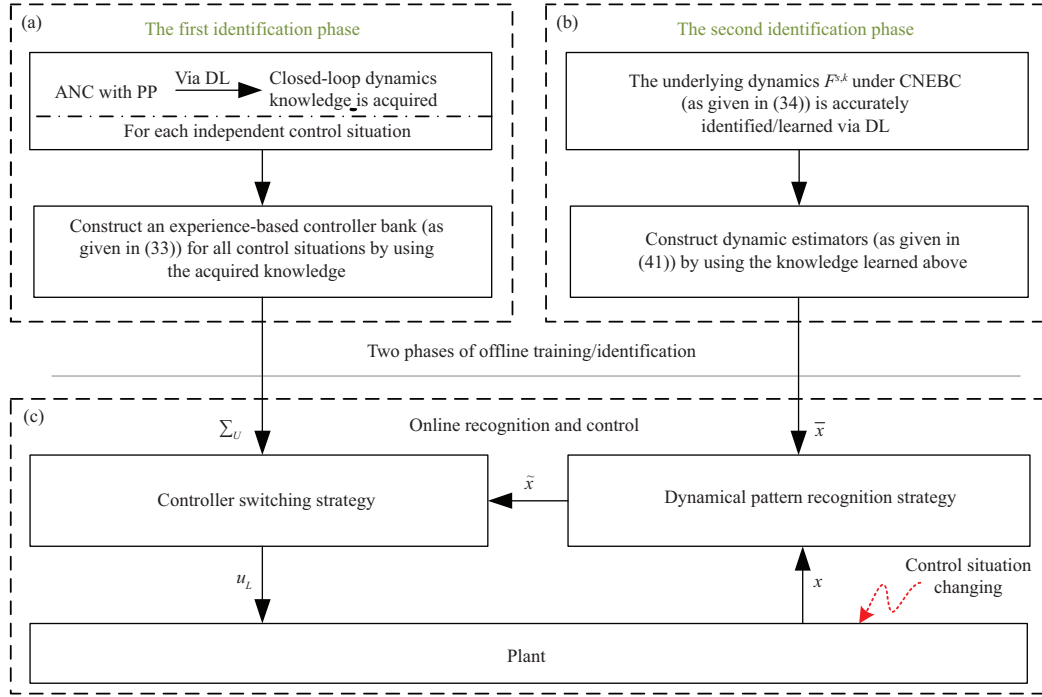 (a)
The first identification phase
ANC with PP
Via DL
Closed-loop dynamics
knowledge is acquired
For each independent control situation
Construct an experience-based controller bank (as
given in (33)) for all control situations by using
the acquired knowledge
(b)
The second identification phase
The underlying dynamics F^{s,k} under CNEBC
(as given in (34)) is accurately
identified/learned via DL
Construct dynamic estimators (as given in
(41)) by using the knowledge learned above
Two phases of offline training/identification
(c)
Online recognition and control
∑_U
x̅
Controller switching strategy
x̃
Dynamical pattern recognition strategy
u_L
x
Control situation
changing
Plant